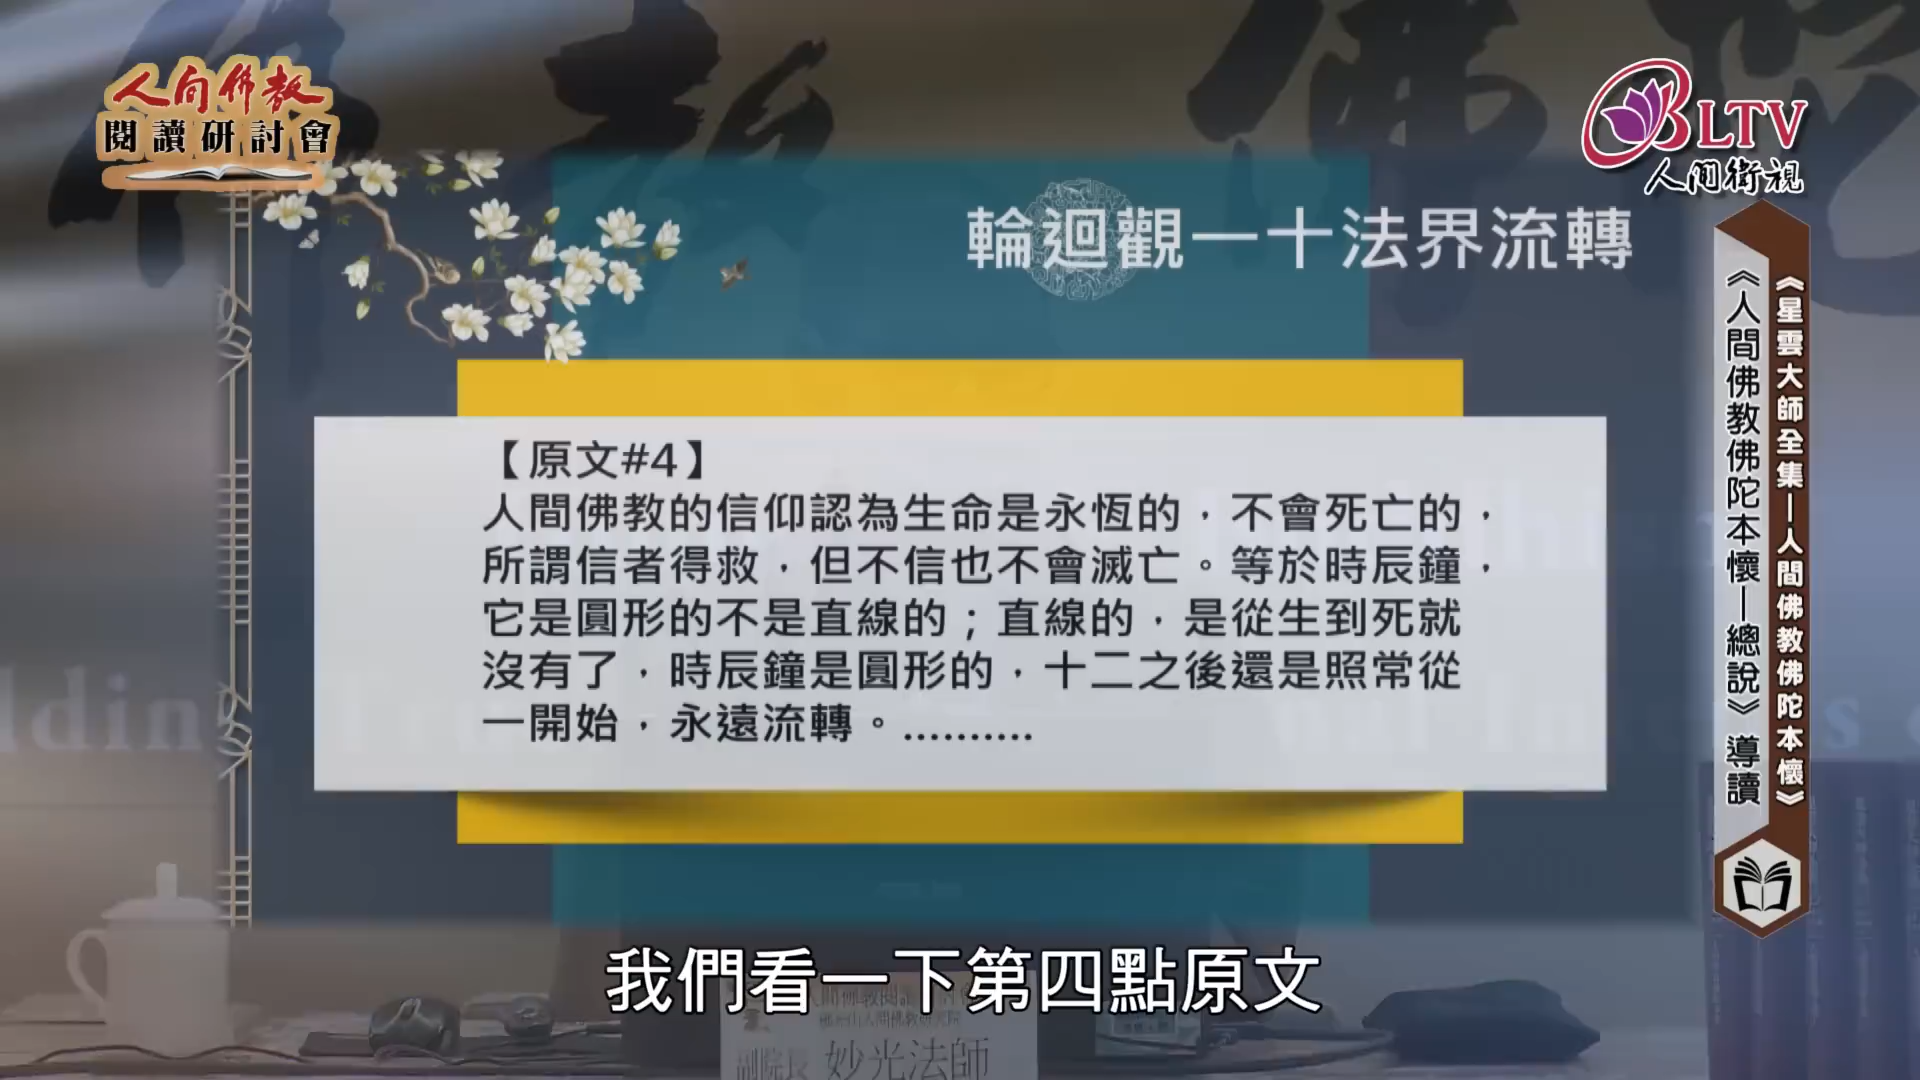 人间佛教
閱讀研討會
BLTV
人間衛視
輪迴觀—十法界流轉
【原文#4】
人間佛教的信仰認為生命是永恆的，不會死亡的，
所謂信者得救，但不信也不會滅亡。等於時辰鐘，
它是圓形的不是直線的；直線的，是從生到死就
沒有了，時辰鐘是圓形的，十二之後還是照常從
一開始，永遠流轉。..........
《星雲大師全集—人間佛教佛陀本懷》
《人間佛教佛陀本懷—總說》導讀
我們看一下第四點原文
副院長 妙光法師